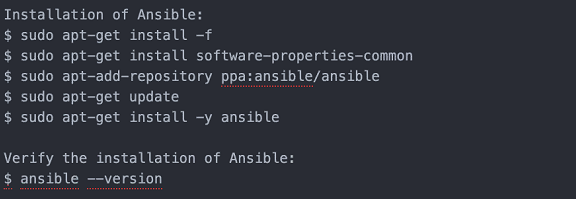 Installation of Ansible:
$ sudo apt-get install -f
$ sudo apt-get install software-properties-common
$ sudo apt-add-repository ppa:ansible/ansible
$ sudo apt-get update
$ sudo apt-get install -y ansible
Verify the installation of Ansible:
$ ansible --version